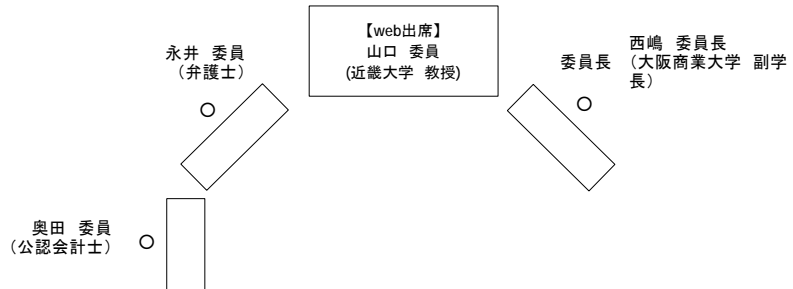 【web出席】
山口 委員
(近畿大学 教授)
永井 委員
（弁護士）
委員長
西嶋 委員長
（大阪商業大学 副学
長）
奥田 委員
（公認会計士）